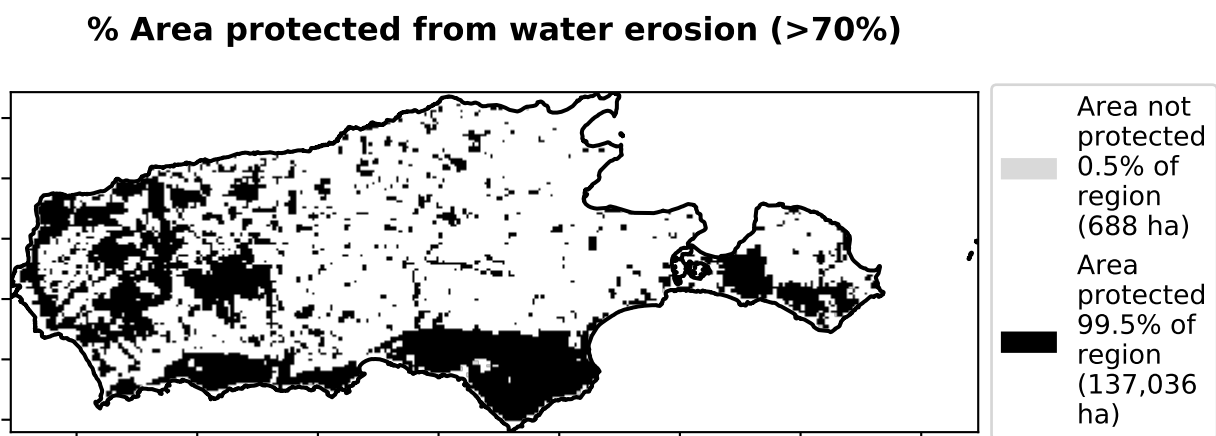 % Area protected from water erosion (>70%)
Area not
protected
0.5% of
region
(688 ha)
Area
protected
99.5% of
region
(137,036
ha)